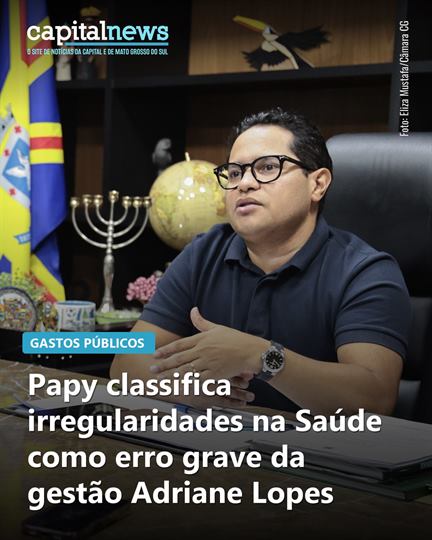 capitalnews
O SITE DE NOTÍCIAS DA CAPITAL E DE MATO GROSSO DO SUL
Foto: Eliza Mustafa/Câmara CG
GASTOS PÚBLICOS
Papy classifica
irregularidades na Saúde
como erro grave da
gestão Adriane Lopes